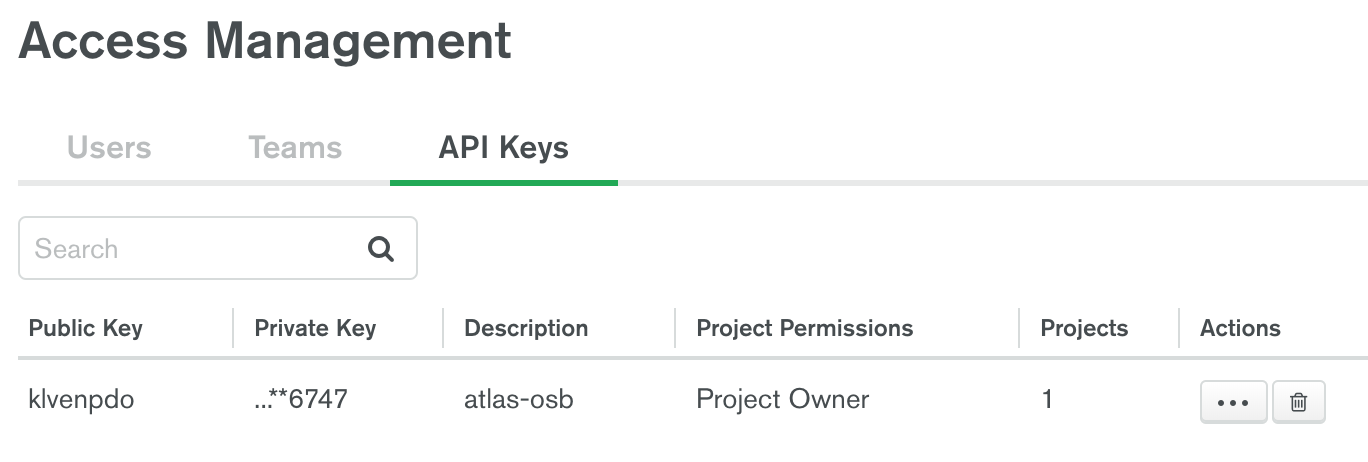 Access Management
Users Teams API Keys
Search
Public Key Private Key Description Project Permissions Projects Actions
klvenpdo ...**6747 atlas-osb Project Owner 1